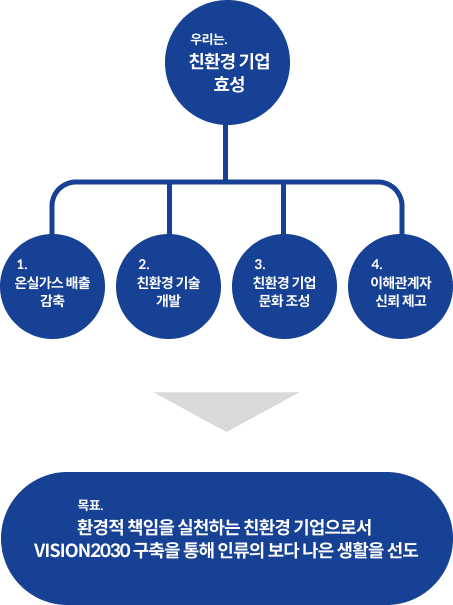 우리는.
친환경 기업
효성
1.
온실가스 배출
감축
2.
친환경 기술
개발
3.
친환경 기업
문화 조성
4.
이해관계자
신뢰 제고
목표.
환경적 책임을 실천하는 친환경 기업으로서
VISION2030 구축을 통해 인류의 보다 나은 생활을 선도